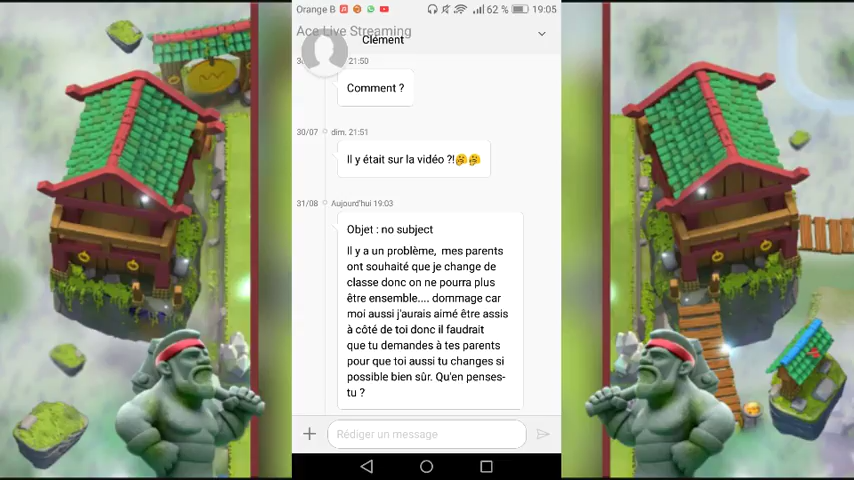 Orange B 62 % 19:05
Ace Live Streaming
Clément
21:50
Comment ?
30/07 dim. 21:51
Il y était sur la vidéo ?!🤗🤗
31/08 Aujourd'hui 19:03
Objet : no subject
Il y a un problème, mes parents
ont souhaité que je change de
classe donc on ne pourra plus
être ensemble.... dommage car
moi aussi j'aurais aimé être assis
à côté de toi donc il faudrait
que tu demandes à tes parents
pour que toi aussi tu changes si
possible bien sûr. Qu'en penses-
tu ?
Rédiger un message